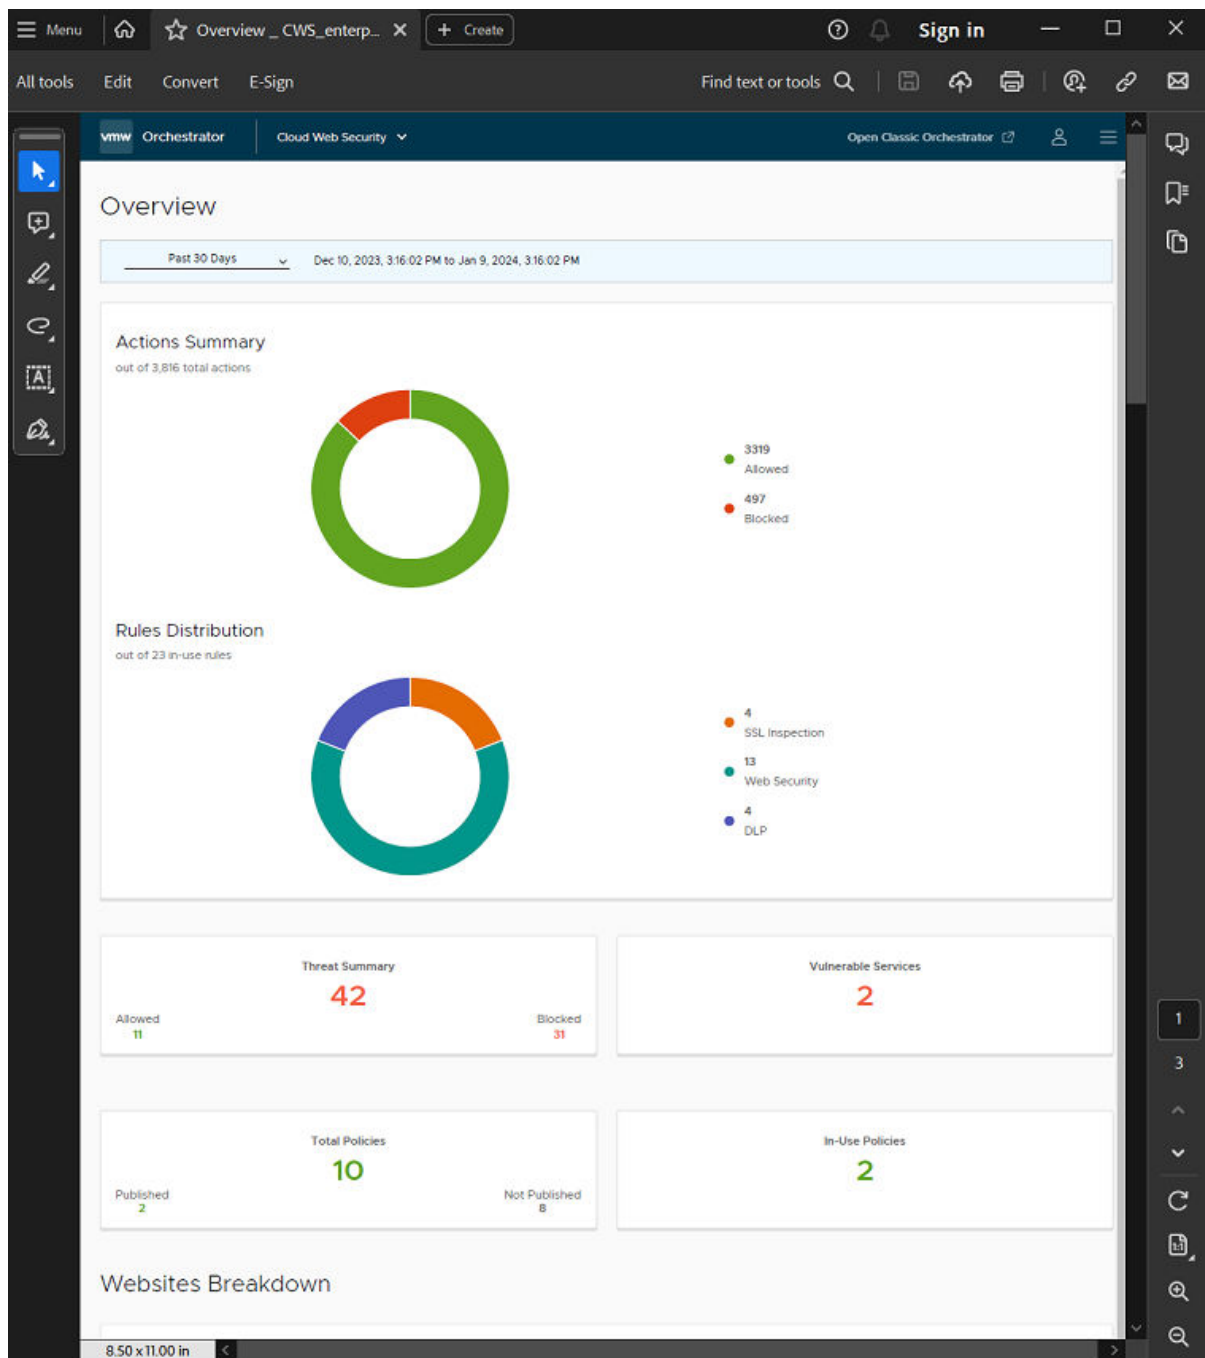 Menu
Overview _ CWS_enterp...
Create
Sign in
All tools
Edit
Convert
E-Sign
Find text or tools
vmw Orchestrator
Cloud Web Security
Open Classic Orchestrator
Overview
Past 30 Days
Dec 10, 2023, 3:16:02 PM to Jan 9, 2024, 3:16:02 PM
Actions Summary
out of 3,816 total actions
3319
Allowed
497
Blocked
Rules Distribution
out of 23 in-use rules
4
SSL Inspection
13
Web Security
4
DLP
Threat Summary
42
Allowed
11
Blocked
31
Vulnerable Services
2
Total Policies
10
Published
2
Not Published
8
In-Use Policies
2
Websites Breakdown
8.50 x 11.00 in
1
3